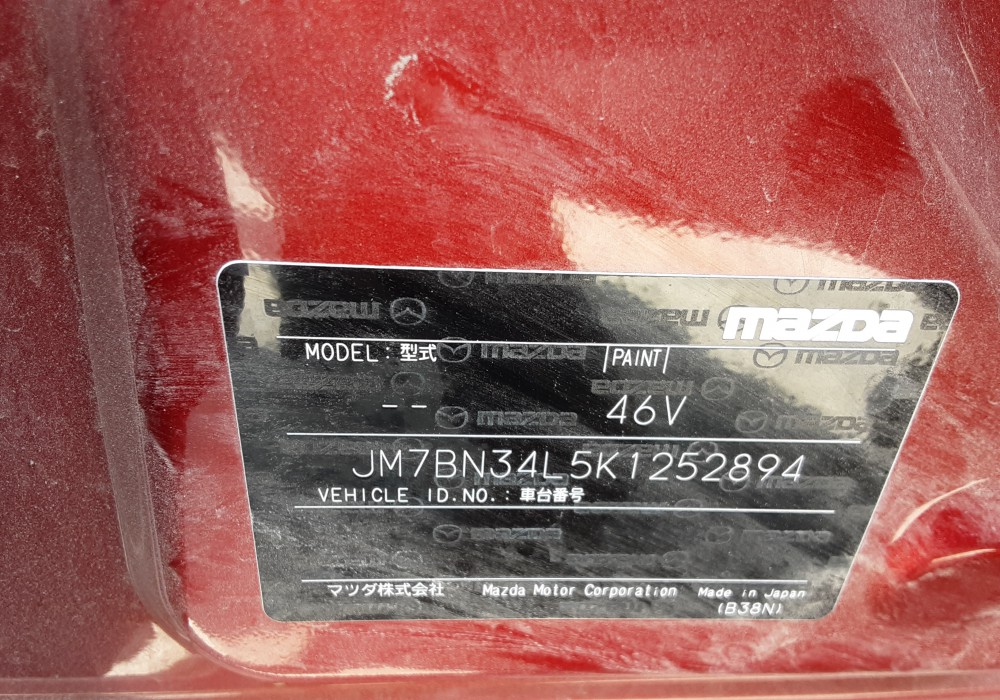 mazda
MODEL : 型式
PAINT
-- 46V
JM7BN34L5K1252894
VEHICLE ID.NO.: 車台番号
マツダ株式会社 Mazda Motor Corporation Made in Japan
(B38N)